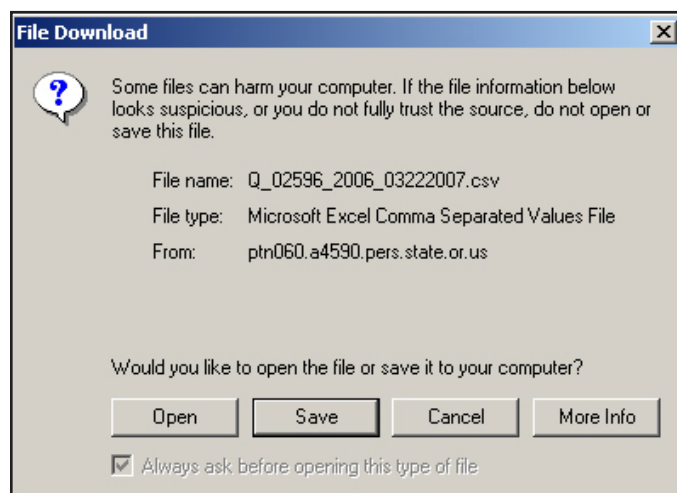 File Download
Some files can harm your computer. If the file information below
looks suspicious, or you do not fully trust the source, do not open or
save this file.
File name: Q_02596_2006_03222007.csv
File type: Microsoft Excel Comma Separated Values File
From: ptn060.a4590.pers.state.or.us
Would you like to open the file or save it to your computer?
Open Save Cancel More Info
Always ask before opening this type of file